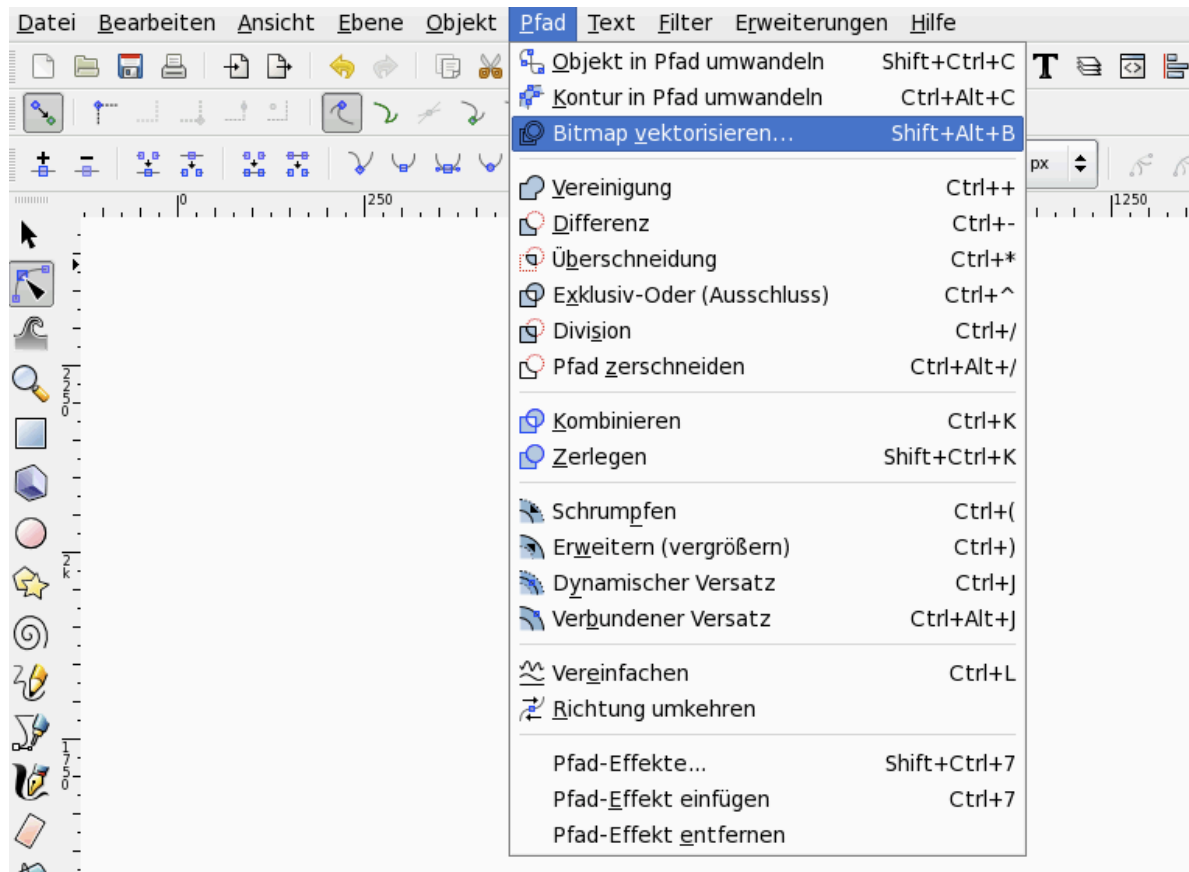 Datei Bearbeiten Ansicht Ebene Objekt Pfad Text Filter Erweiterungen Hilfe
Objekt in Pfad umwandeln Shift+Ctrl+C
Kontur in Pfad umwandeln Ctrl+Alt+C
Bitmap vektorisieren... Shift+Alt+B
px
Vereinigung Ctrl++
0 250 1250
Differenz Ctrl+-
Überschneidung Ctrl+*
Exklusiv-Oder (Ausschluss) Ctrl+^
Division Ctrl+/
Pfad zerschneiden Ctrl+Alt+/
2250
Kombinieren Ctrl+K
Zerlegen Shift+Ctrl+K
Schrumpfen Ctrl+(
Erweitern (vergrößern) Ctrl+)
2k
Dynamischer Versatz Ctrl+J
Verbundener Versatz Ctrl+Alt+J
Vereinfachen Ctrl+L
Richtung umkehren
1750
Pfad-Effekte... Shift+Ctrl+7
Pfad-Effekt einfügen Ctrl+7
Pfad-Effekt entfernen